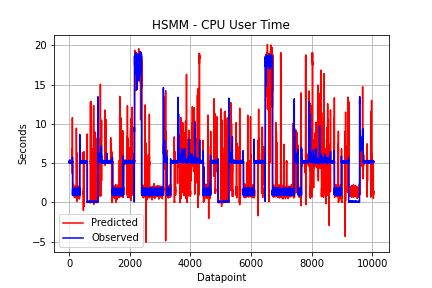 HSMM - CPU User Time
20
15
10
5
0
−5
Seconds
Predicted
Observed
0 2000 4000 6000 8000 10000
Datapoint